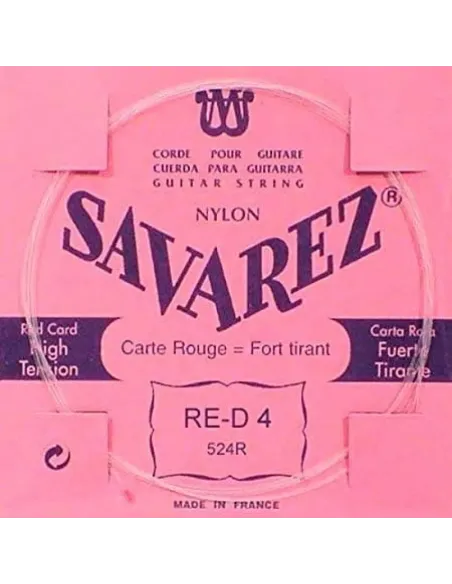 CORDE POUR GUITARE
CUERDA PARA GUITARRA
GUITAR STRING
NYLON
SAVAREZ®
Red Card
High
Tension
Carte Rouge = Fort tirant
Carta Roja
Fuerte
Tirante
RE-D 4
524R
MADE IN FRANCE